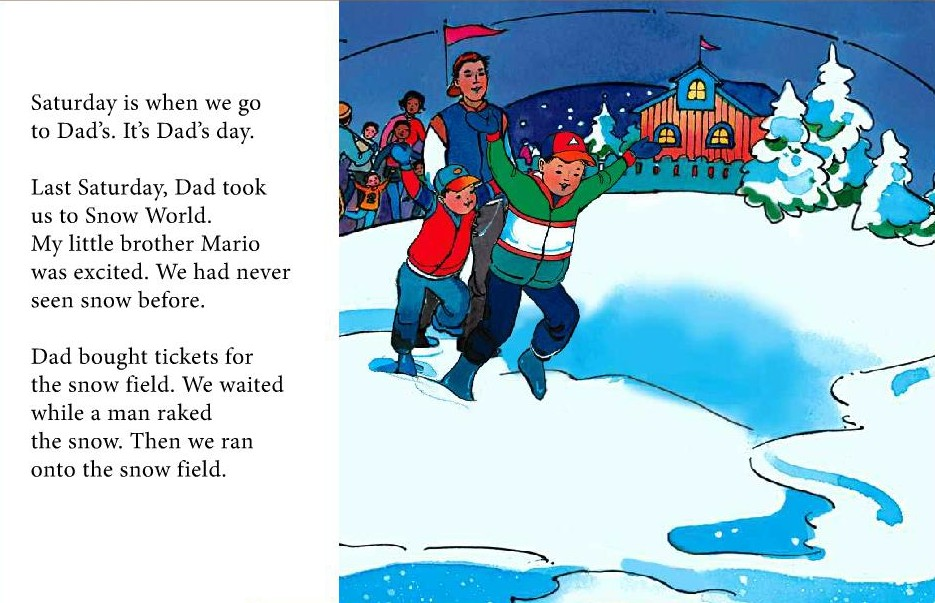 Saturday is when we go
to Dad's. It's Dad's day.
Last Saturday, Dad took
us to Snow World.
My little brother Mario
was excited. We had never
seen snow before.
Dad bought tickets for
the snow field. We waited
while a man raked
the snow. Then we ran
onto the snow field.